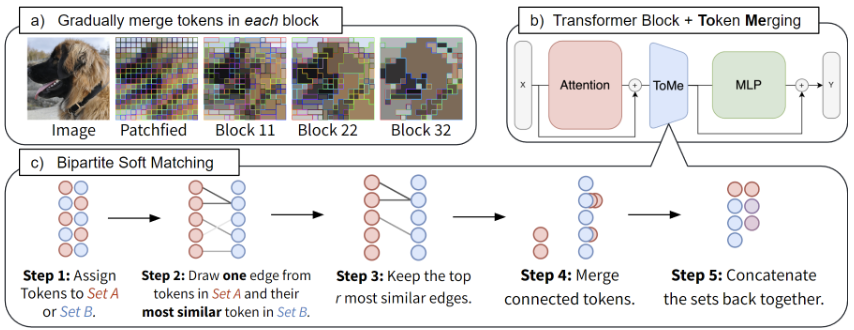 a) Gradually merge tokens in each block
Image
Patchfied
Block 11
Block 22
Block 32
b) Transformer Block + Token Merging
X
Attention
+
ToMe
MLP
+
Y
c) Bipartite Soft Matching
Step 1: Assign
Tokens to Set A
or Set B.
Step 2: Draw one edge from
tokens in Set A and their
most similar token in Set B.
Step 3: Keep the top
r most similar edges.
Step 4: Merge
connected tokens.
Step 5: Concatenate
the sets back together.